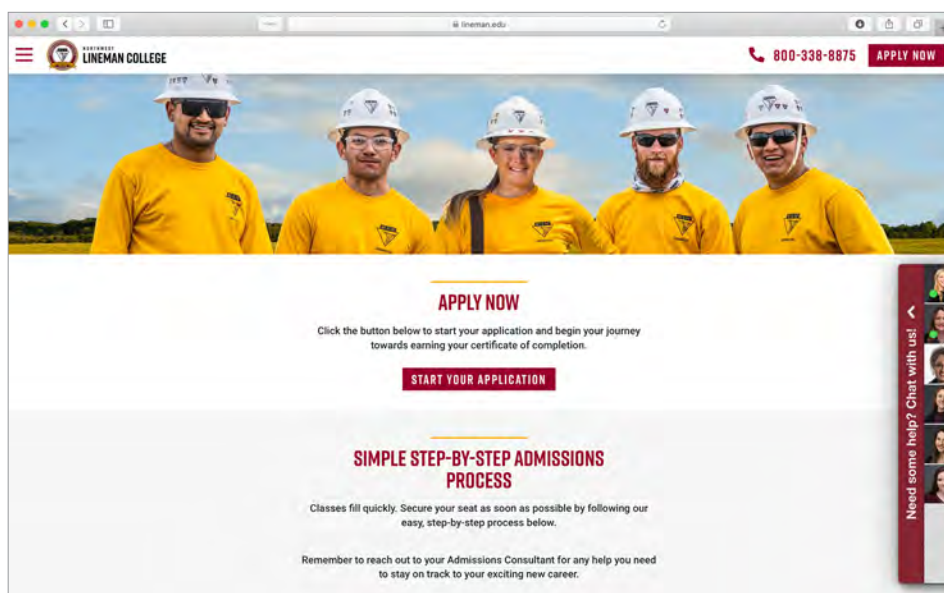 lineman.edu
NORTHWEST
LINEMAN COLLEGE
800-338-8875
APPLY NOW
APPLY NOW
Click the button below to start your application and begin your journey
towards earning your certificate of completion.
START YOUR APPLICATION
Need some help? Chat with us!
SIMPLE STEP-BY-STEP ADMISSIONS
PROCESS
Classes fill quickly. Secure your seat as soon as possible by following our
easy, step-by-step process below.
Remember to reach out to your Admissions Consultant for any help you need
to stay on track to your exciting new career.